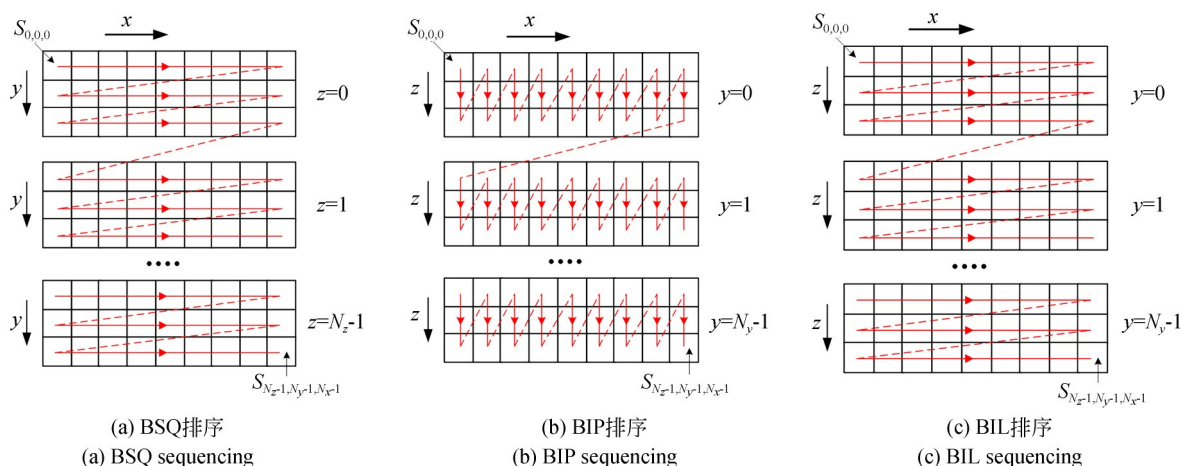 x
S0,0,0
y
z=0
y
z=1
····
y
z=Nz-1
SNz-1,Ny-1,Nx-1
(a) BSQ排序
(a) BSQ sequencing
x
S0,0,0
z
y=0
z
y=1
····
z
y=Ny-1
SNz-1,Ny-1,Nx-1
(b) BIP排序
(b) BIP sequencing
x
S0,0,0
z
y=0
z
y=1
····
z
y=Ny-1
SNz-1,Ny-1,Nx-1
(c) BIL排序
(c) BIL sequencing